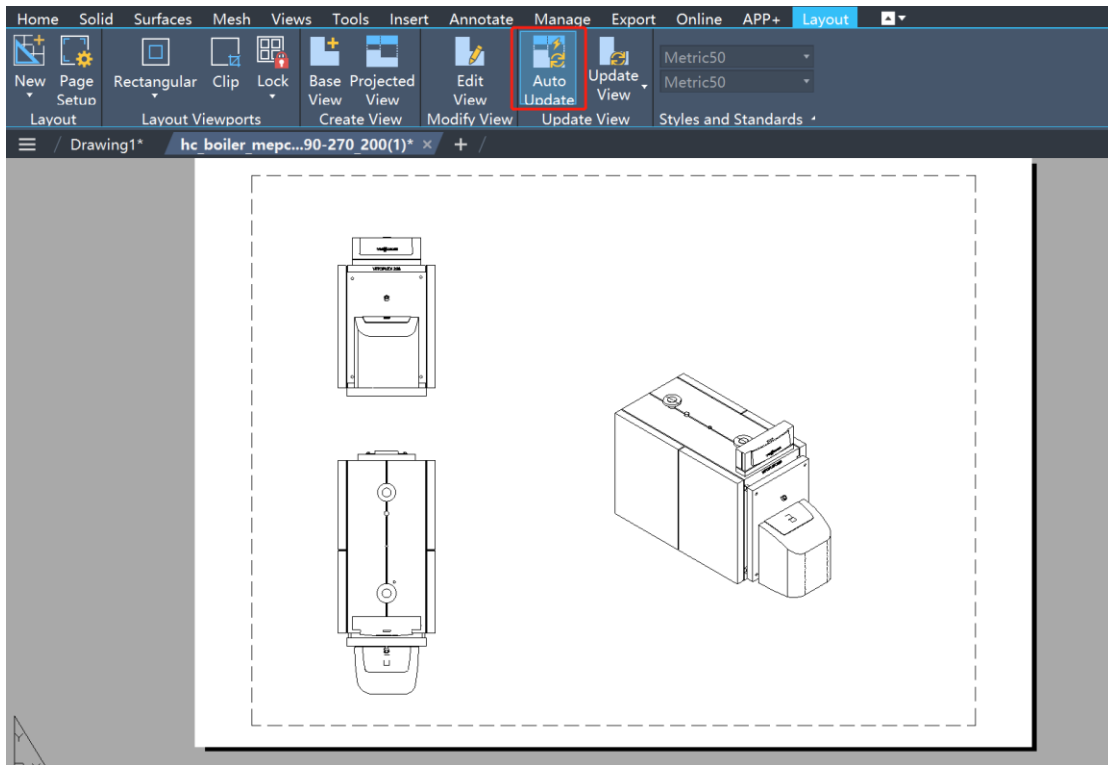 Home Solid Surfaces Mesh Views Tools Insert Annotate Manage Export Online APP+ Layout
New Page Setup Rectangular Clip Lock Base View Projected View Edit View Auto Update Update View Metric50
Metric50
Layout Layout Viewports Create View Modify View Update View Styles and Standards
Drawing1* hc_boiler_mepc...90-270_200(1)* × +
Y